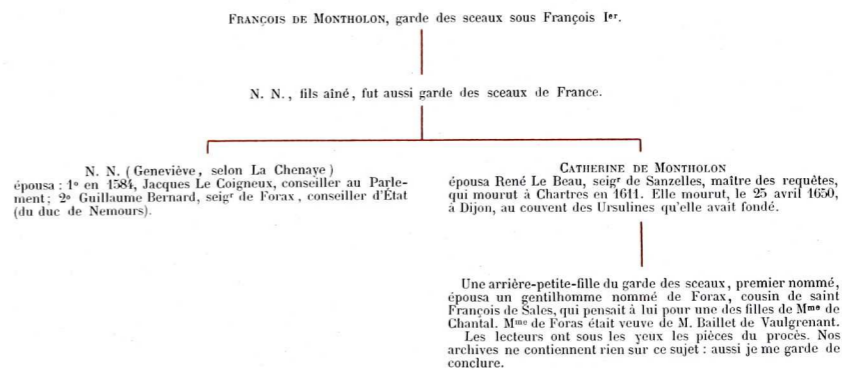 FRANÇOIS DE MONTHOLON, garde des sceaux sous François Ier.
N. N., fils aîné, fut aussi garde des sceaux de France.
N. N. (Geneviève, selon La Chenaye)
épousa : 1º en 1584, Jacques Le Coigneux, conseiller au Parle-
ment; 2º Guillaume Bernard, seigr de Forax, conseiller d'État
(du duc de Nemours).
CATHERINE DE MONTHOLON
épousa René Le Beau, seigr de Sanzelles, maître des requêtes,
qui mourut à Chartres en 1611. Elle mourut, le 25 avril 1650,
à Dijon, au couvent des Ursulines qu'elle avait fondé.
Une arrière-petite-fille du garde des sceaux, premier nommé,
épousa un gentilhomme nommé de Forax, cousin de saint
François de Sales, qui pensait à lui pour une des filles de Mme de
Chantal. Mme de Foras était veuve de M. Baillet de Vaulgrenant.
Les lecteurs ont sous les yeux les pièces du procès. Nos
archives ne contiennent rien sur ce sujet : aussi je me garde de
conclure.